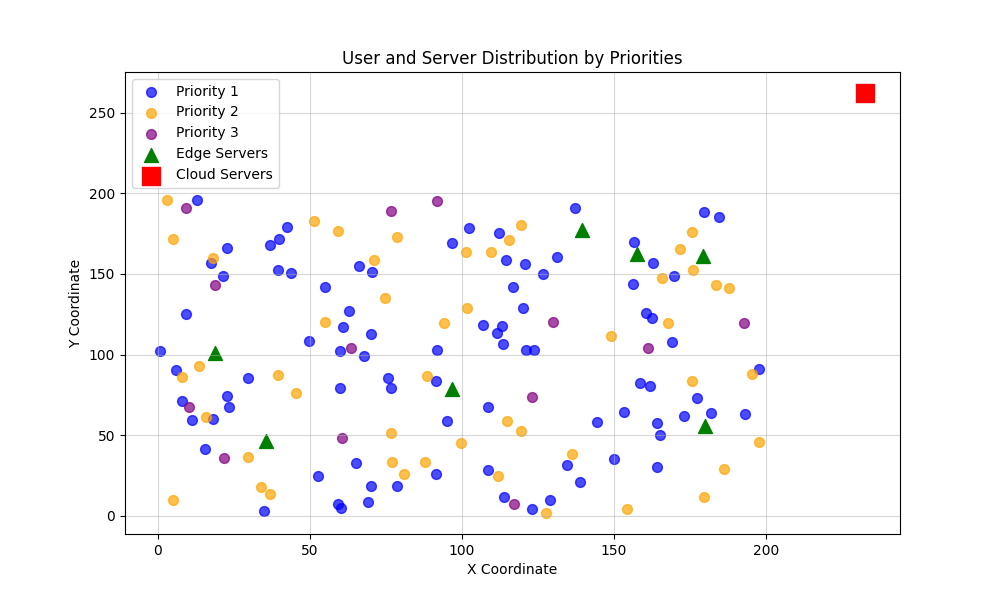 User and Server Distribution by Priorities
Priority 1
Priority 2
Priority 3
Edge Servers
Cloud Servers
Y Coordinate
250
200
150
100
50
0
0 50 100 150 200
X Coordinate